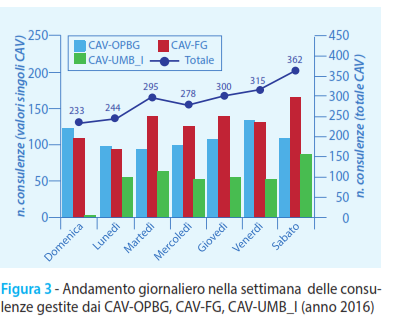 n. consulenze (valori singoli CAV)
250
200
150
100
50
0
CAV-OPBG
CAV-FG
CAV-UMB_I
Totale
233
244
295
278
300
315
362
450
400
350
300
250
200
150
100
50
0
n. consulenze (totale CAV)
Domenica
Lunedì
Martedì
Mercoledì
Giovedì
Venerdì
Sabato
Figura 3 - Andamento giornaliero nella settimana delle consu-
lenze gestite dai CAV-OPBG, CAV-FG, CAV-UMB_I (anno 2016)